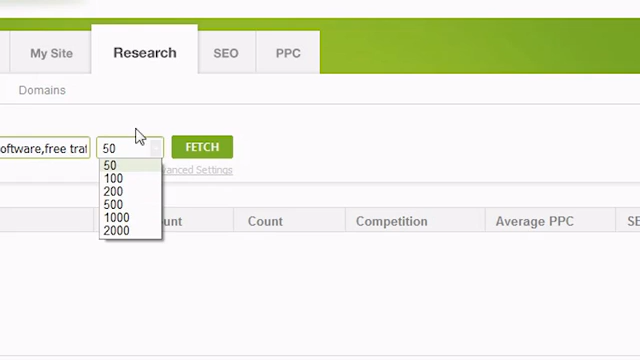 My Site Research SEO PPC
Domains
oftware,free traf 50 FETCH
50
100
200
500
1000
2000
vanced Settings
unt Count Competition Average PPC SE